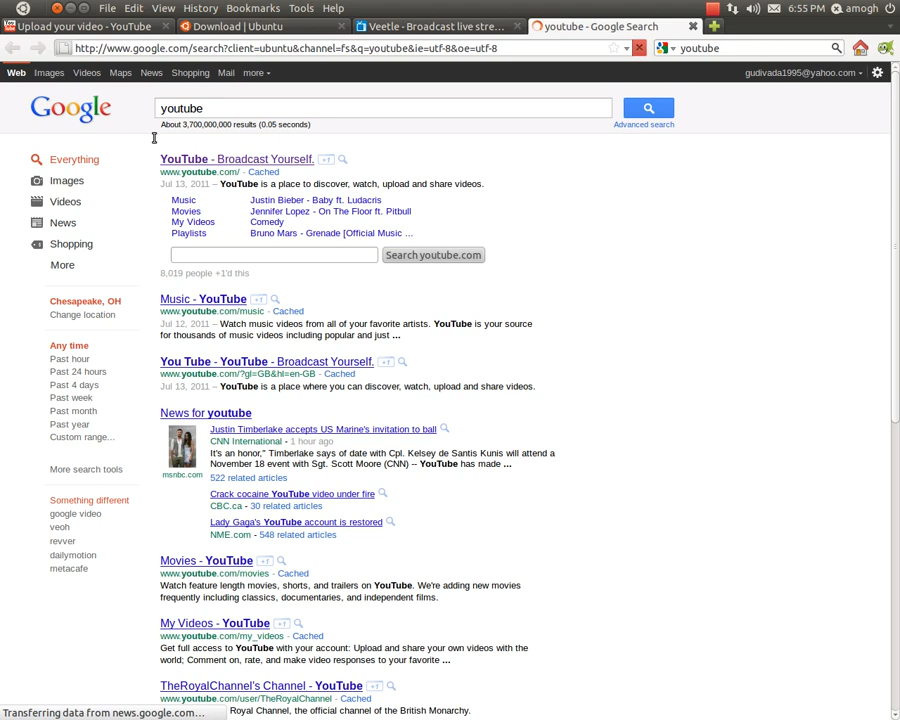 File Edit View History Bookmarks Tools Help
6:55 PM amogh
Upload your video - YouTube
Download | Ubuntu
Veetle - Broadcast live stre...
youtube - Google Search
http://www.google.com/search?client=ubuntu&channel=fs&q=youtube&ie=utf-8&oe=utf-8
youtube
Web Images Videos Maps News Shopping Mail more
gudivada1995@yahoo.com
Google
youtube
About 3,700,000,000 results (0.05 seconds)
Advanced search
Everything
Images
Videos
News
Shopping
More
Chesapeake, OH
Change location
Any time
Past hour
Past 24 hours
Past 4 days
Past week
Past month
Past year
Custom range...
More search tools
Something different
google video
veoh
revver
dailymotion
metacafe
YouTube - Broadcast Yourself. +1
www.youtube.com/ - Cached
Jul 13, 2011 – YouTube is a place to discover, watch, upload and share videos.
Music Justin Bieber - Baby ft. Ludacris
Movies Jennifer Lopez - On The Floor ft. Pitbull
My Videos Comedy
Playlists Bruno Mars - Grenade [Official Music ...
Search youtube.com
8,019 people +1'd this
Music - YouTube +1
www.youtube.com/music - Cached
Jul 12, 2011 – Watch music videos from all of your favorite artists. YouTube is your source
for thousands of music videos including popular and just ...
You Tube - YouTube - Broadcast Yourself. +1
www.youtube.com/?gl=GB&hl=en-GB - Cached
Jul 13, 2011 – YouTube is a place where you can discover, watch, upload and share videos.
News for youtube
Justin Timberlake accepts US Marine's invitation to ball
CNN International - 1 hour ago
It's an honor," Timberlake says of date with Cpl. Kelsey de Santis Kunis will attend a
November 18 event with Sgt. Scott Moore (CNN) -- YouTube has made ...
msnbc.com
522 related articles
Crack cocaine YouTube video under fire
CBC.ca - 30 related articles
Lady Gaga's YouTube account is restored
NME.com - 548 related articles
Movies - YouTube +1
www.youtube.com/movies - Cached
Watch feature length movies, shorts, and trailers on YouTube. We're adding new movies
frequently including classics, documentaries, and independent films.
My Videos - YouTube +1
www.youtube.com/my_videos - Cached
Get full access to YouTube with your account: Upload and share your own videos with the
world; Comment on, rate, and make video responses to your favorite ...
TheRoyalChannel's Channel - YouTube +1
www.youtube.com/user/TheRoyalChannel - Cached
Royal Channel, the official channel of the British Monarchy.
Transferring data from news.google.com...